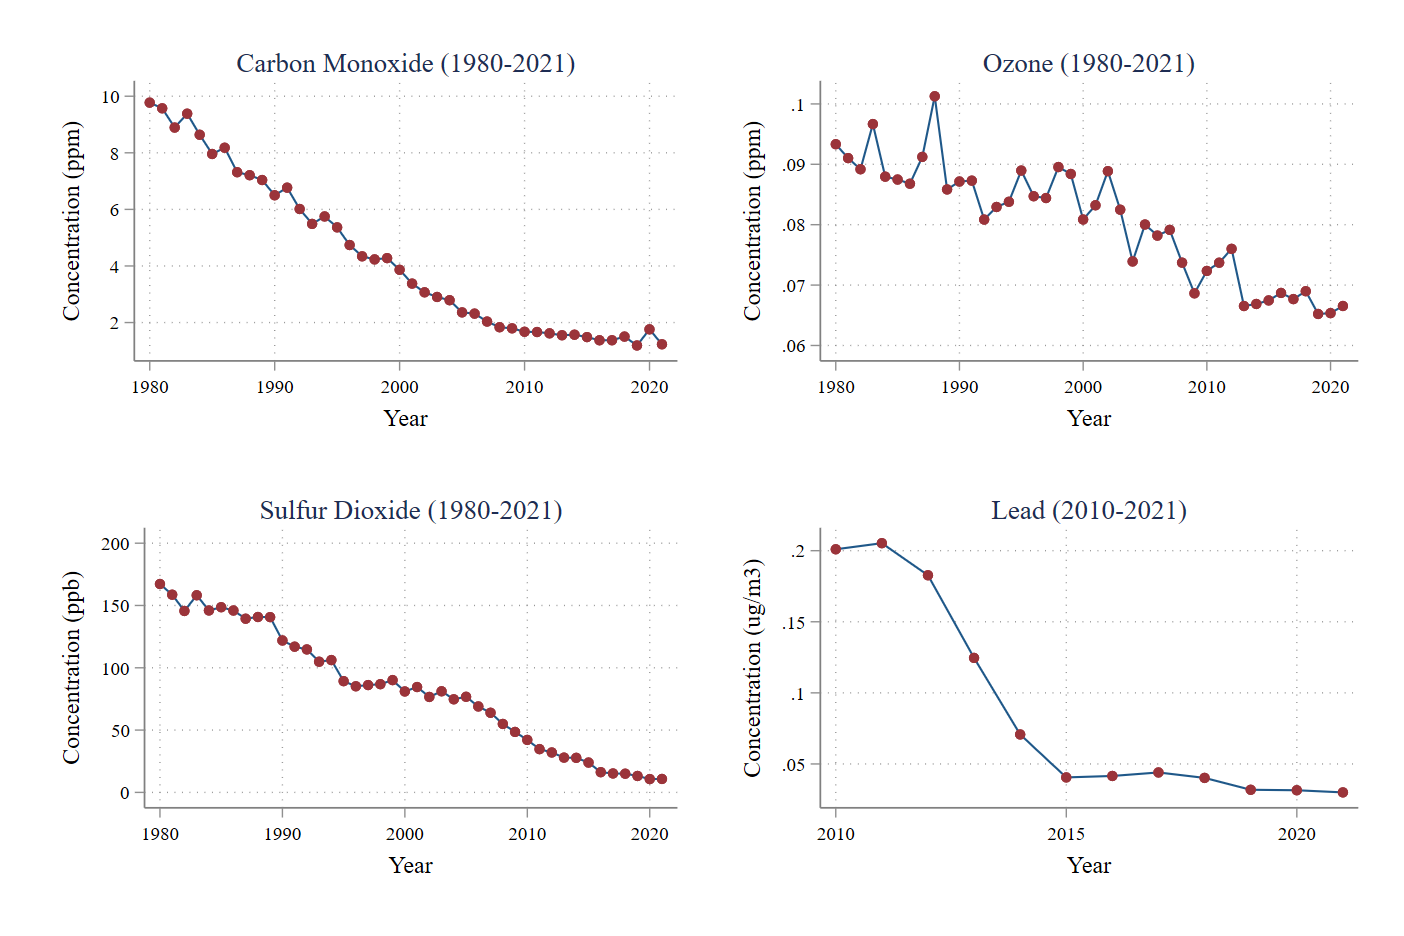 Carbon Monoxide (1980-2021)
Concentration (ppm)
10
8
6
4
2
1980 1990 2000 2010 2020
Year
Ozone (1980-2021)
Concentration (ppm)
.1
.09
.08
.07
.06
1980 1990 2000 2010 2020
Year
Sulfur Dioxide (1980-2021)
Concentration (ppb)
200
150
100
50
0
1980 1990 2000 2010 2020
Year
Lead (2010-2021)
Concentration (ug/m3)
.2
.15
.1
.05
2010 2015 2020
Year